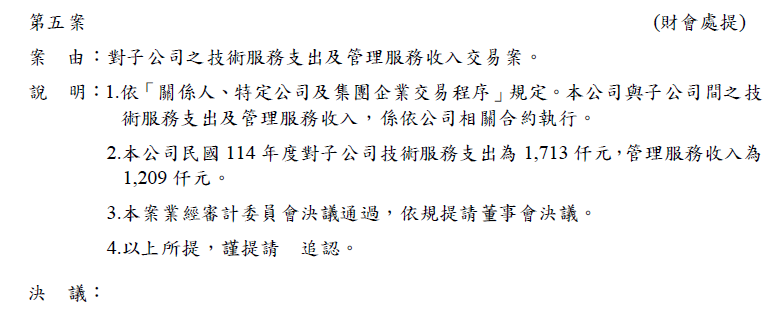 第五案 (財會處提)
案 由：對子公司之技術服務支出及管理服務收入交易案。
說 明：1.依「關係人、特定公司及集團企業交易程序」規定。本公司與子公司間之技
術服務支出及管理服務收入，係依公司相關合約執行。
2.本公司民國 114 年度對子公司技術服務支出為 1,713 仟元，管理服務收入為
1,209 仟元。
3.本案業經審計委員會決議通過，依規提請董事會決議。
4.以上所提，謹提請 追認。
決 議：